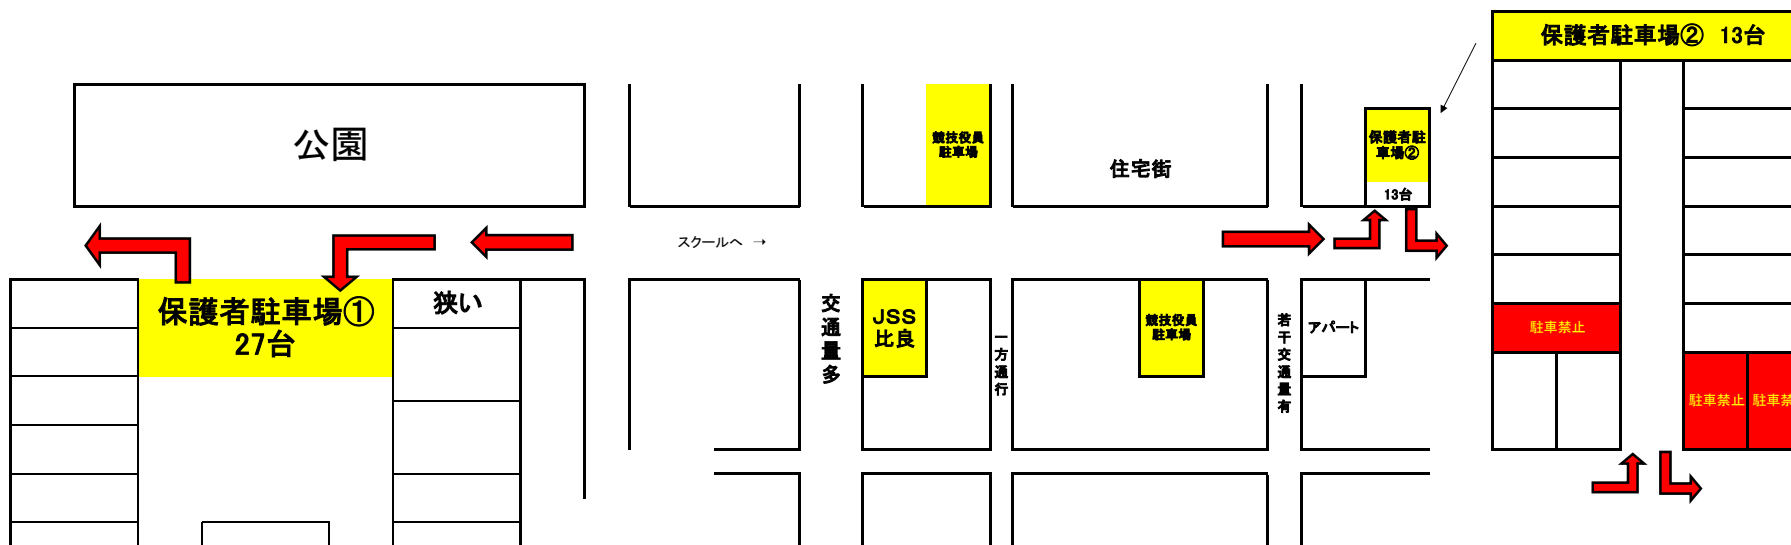 保護者駐車場② 13台
公園
競技役員
駐車場
住宅街
保護者駐
車場②
13台
スクールへ →
保護者駐車場①
27台
狭い
交通量多
JSS
比良
一方通行
競技役員
駐車場
若干交通量有
アパート
駐車禁止
駐車禁止
駐車禁